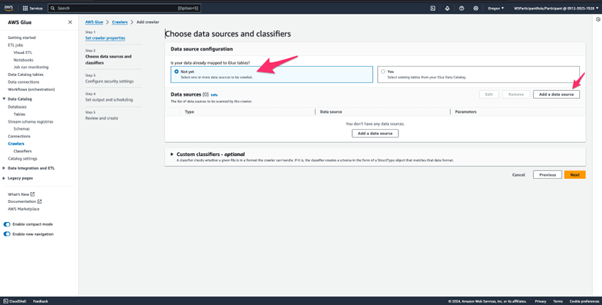 aws
Services
Search
[Option+S]
Oregon
WSParticipantRole/Participant @ 0912-3925-7928
AWS Glue
Getting started
ETL jobs
Visual ETL
Notebooks
Job run monitoring
Data Catalog tables
Data connections
Workflows (orchestration)
Data Catalog
Databases
Tables
Stream schema registries
Schemas
Connections
Crawlers
Classifiers
Catalog settings
Data Integration and ETL
Legacy pages
What's New
Documentation
AWS Marketplace
Enable compact mode
Enable new navigation
AWS Glue > Crawlers > Add crawler
Step 1
Set crawler properties
Step 2
Choose data sources and
classifiers
Step 3
Configure security settings
Step 4
Set output and scheduling
Step 5
Review and create
Choose data sources and classifiers
Data source configuration
Is your data already mapped to Glue tables?
Not yet
Select one or more data sources to be crawled.
Yes
Select existing tables from your Glue Data Catalog.
Data sources (0) Info
The list of data sources to be scanned by the crawler.
Edit
Remove
Add a data source
Type
Data source
Parameters
You don't have any data sources.
Add a data source
Custom classifiers - optional
A classifier checks whether a given file is in a format the crawler can handle. If it is, the classifier creates a schema in the form of a StructType object that matches that data format.
Cancel
Previous
Next
CloudShell
Feedback
© 2024, Amazon Web Services, Inc. or its affiliates.
Privacy
Terms
Cookie preferences